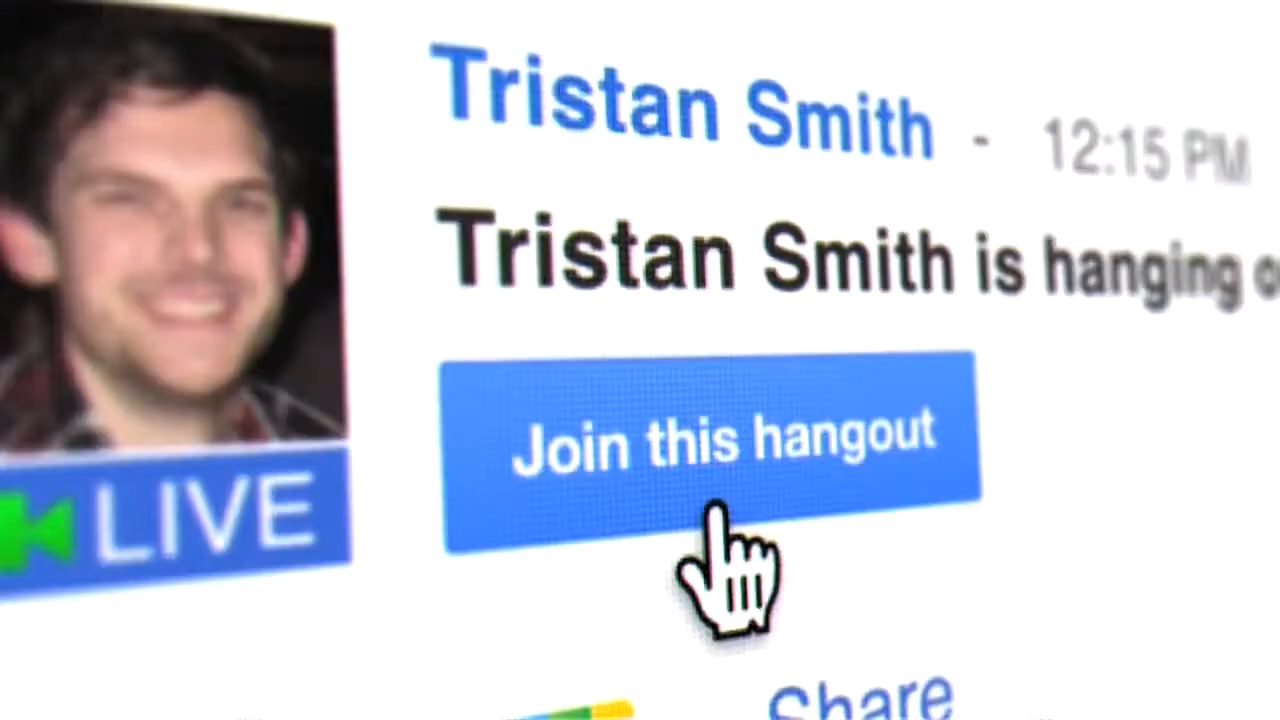 Tristan Smith - 12:15 PM
Tristan Smith is hanging o
Join this hangout
LIVE
Share